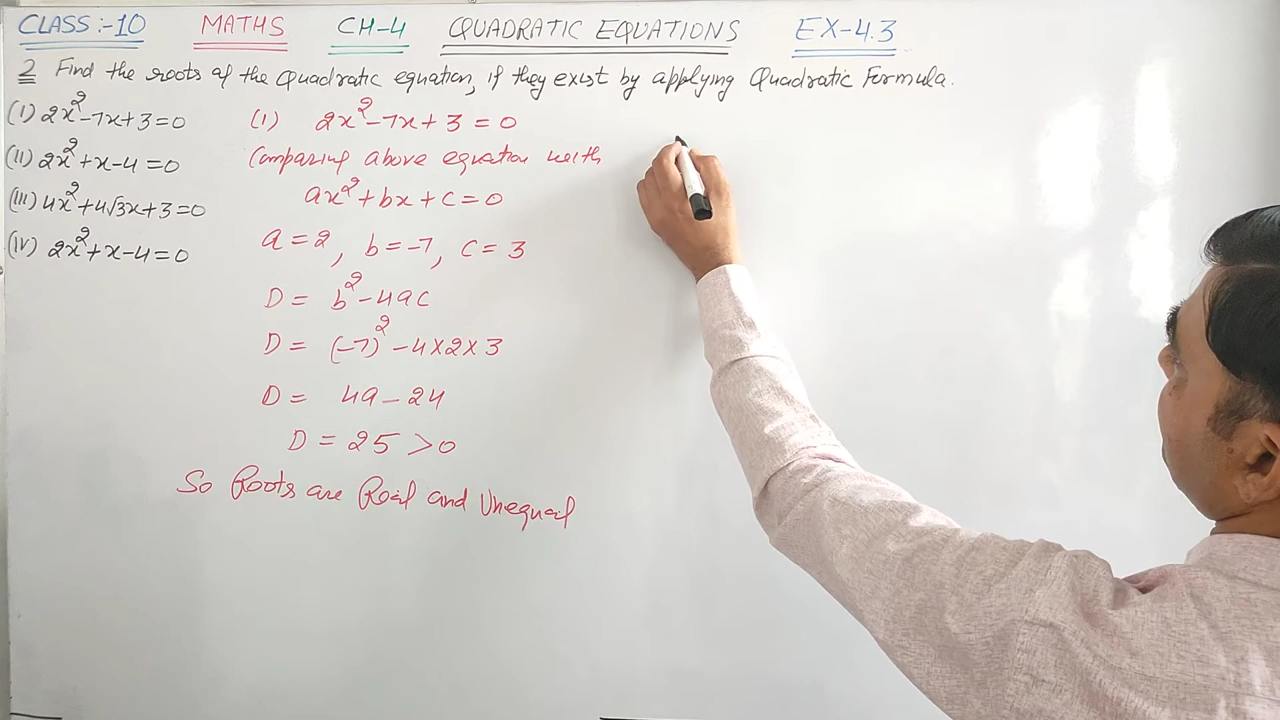 CLASS:-10 MATHS CH-4 QUADRATIC EQUATIONS EX-4.3
2 Find the roots of the Quadratic equation, if they exist by applying Quadratic Formula.
(I) 2x²-7x+3=0
(II) 2x²+x-4=0
(III) 4x²+4√3x+3=0
(IV) 2x²+x-4=0
(1) 2x²-7x+3=0
Comparing above equation with
ax²+bx+c=0
a=2, b=-7, c=3
D= b²-4ac
D= (-7)²-4×2×3
D= 49-24
D=25>0
So Roots are Real and Unequal